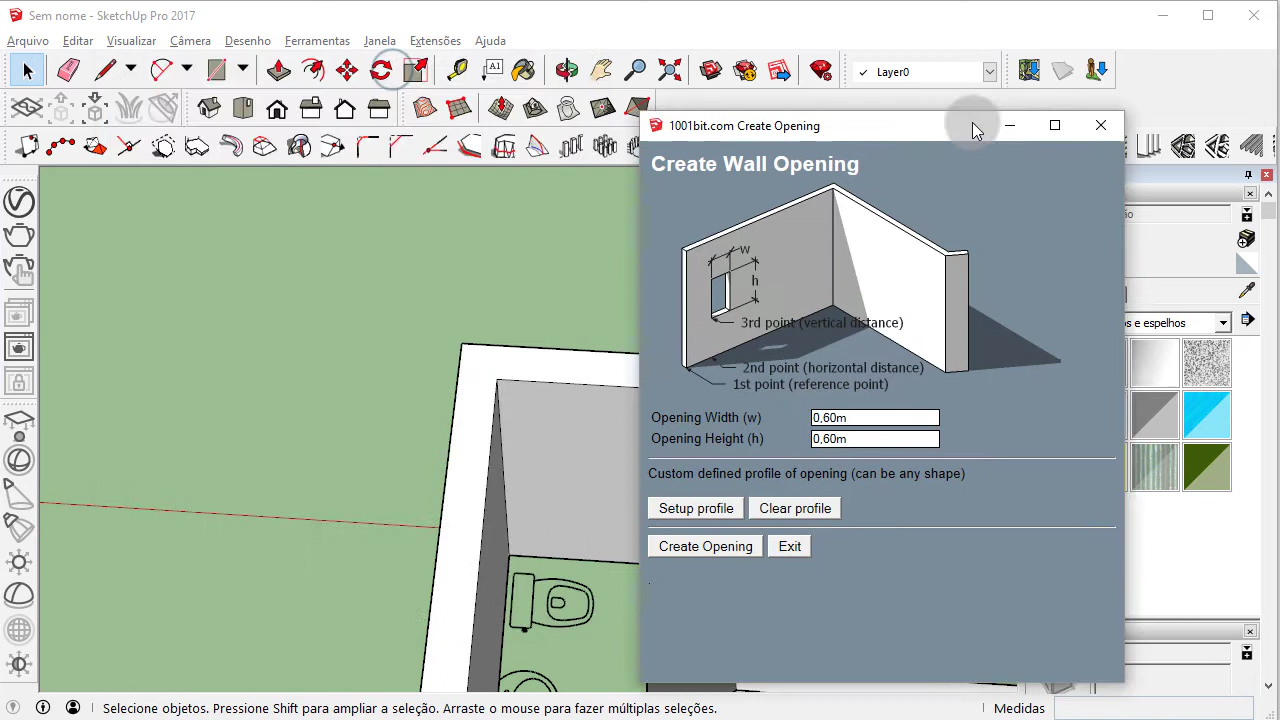 Sem nome - SketchUp Pro 2017
Arquivo Editar Visualizar Câmera Desenho Ferramentas Janela Extensões Ajuda
A1
✓ Layer0
1001bit.com Create Opening
Create Wall Opening
w
h
3rd point (vertical distance)
2nd point (horizontal distance)
1st point (reference point)
ão
s e espelhos
Opening Width (w) 0,60m
Opening Height (h) 0,60m
Custom defined profile of opening (can be any shape)
Setup profile Clear profile
Create Opening Exit
.
Selecione objetos. Pressione Shift para ampliar a seleção. Arraste o mouse para fazer múltiplas seleções. Medidas